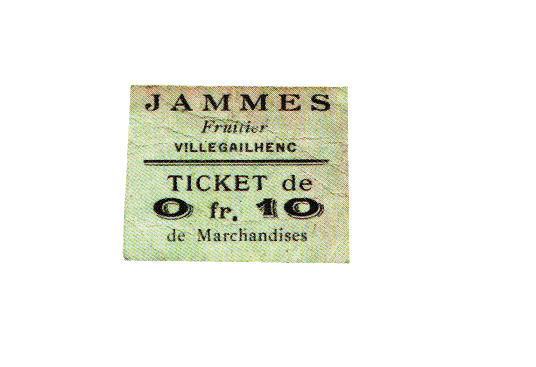 JAMMES
Fruitier
VILLEGAILHENC
TICKET de
0 fr. 10
de Marchandises